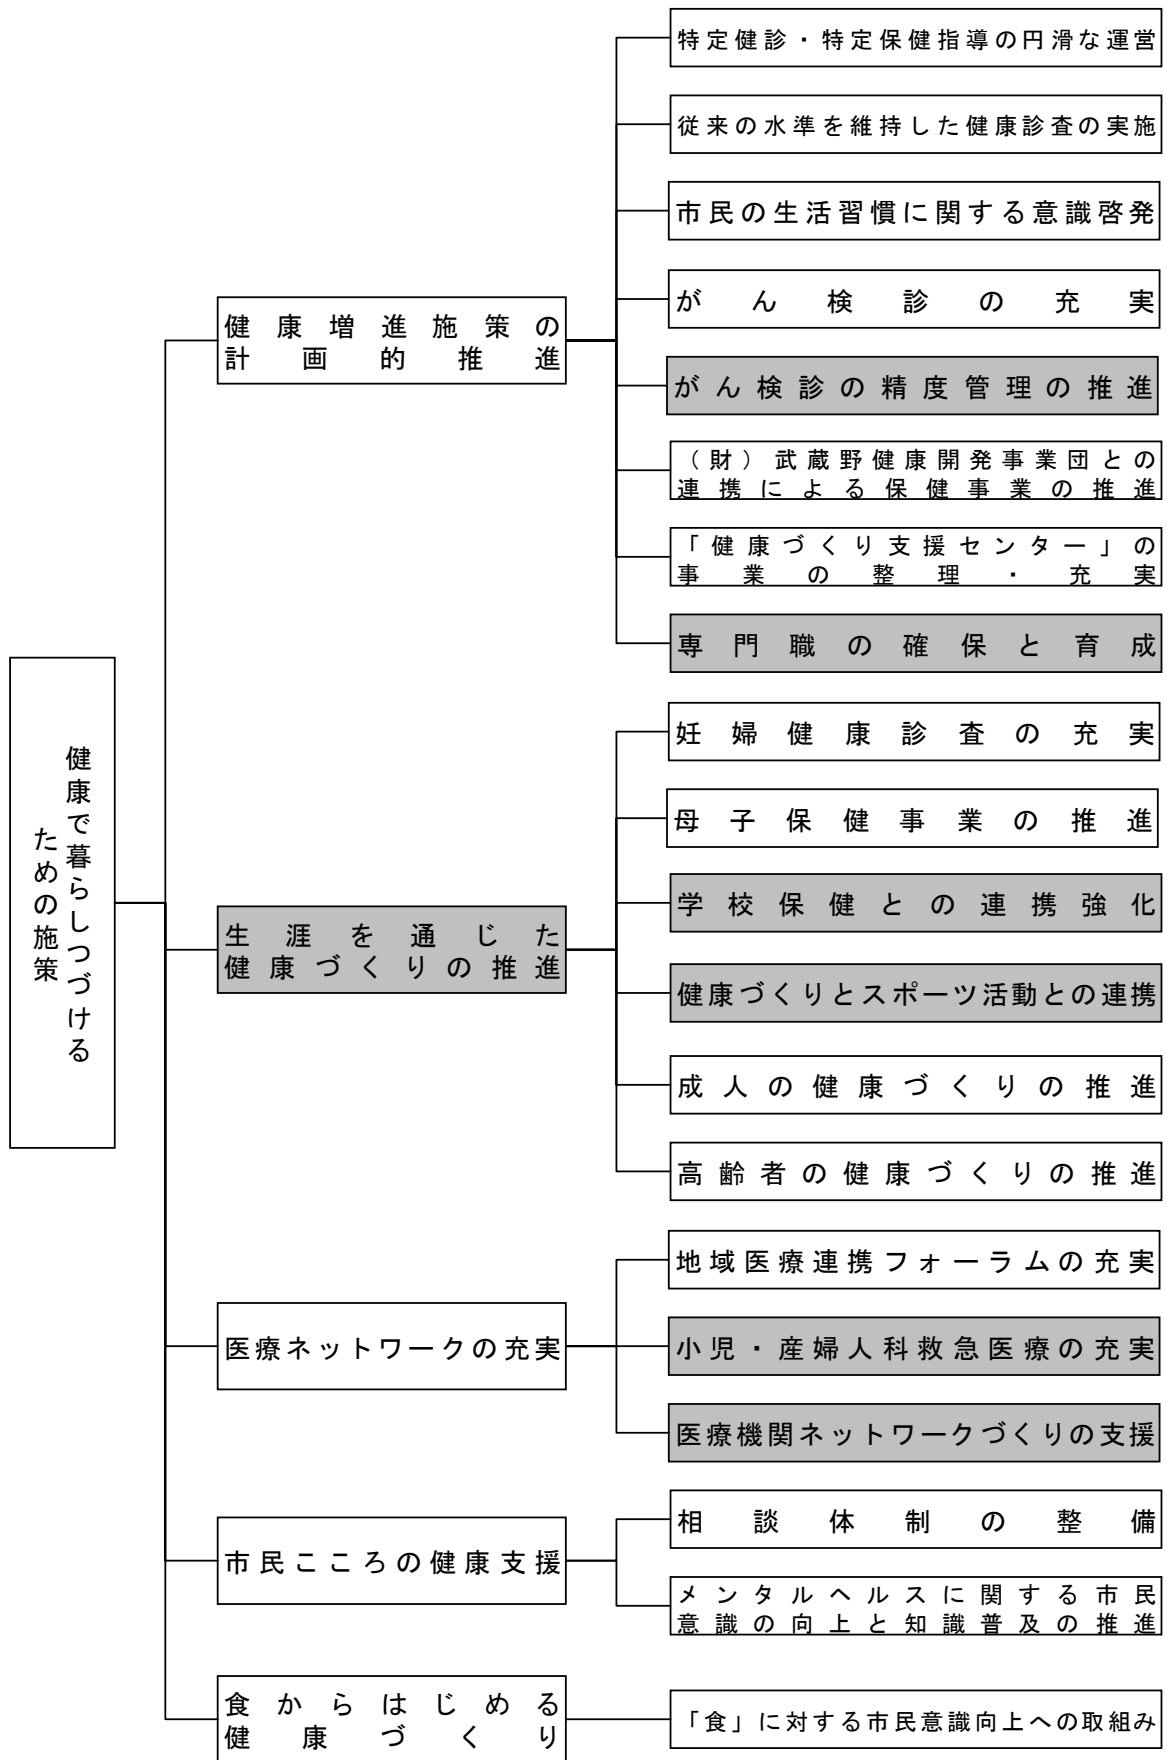 健康で暮らしつづける
ための施策
健康増進施策の
計画的推進
特定健診・特定保健指導の円滑な運営
従来の水準を維持した健康診査の実施
市民の生活習慣に関する意識啓発
がん検診の充実
がん検診の精度管理の推進
（財）武蔵野健康開発事業団との
連携による保健事業の推進
「健康づくり支援センター」の
事業の整理・充実
専門職の確保と育成
生涯を通じた
健康づくりの推進
妊婦健康診査の充実
母子保健事業の推進
学校保健との連携強化
健康づくりとスポーツ活動との連携
成人の健康づくりの推進
高齢者の健康づくりの推進
医療ネットワークの充実
地域医療連携フォーラムの充実
小児・産婦人科救急医療の充実
医療機関ネットワークづくりの支援
市民こころの健康支援
相談体制の整備
メンタルヘルスに関する市民
意識の向上と知識普及の推進
食からはじめる
健康づくり
「食」に対する市民意識向上への取組み